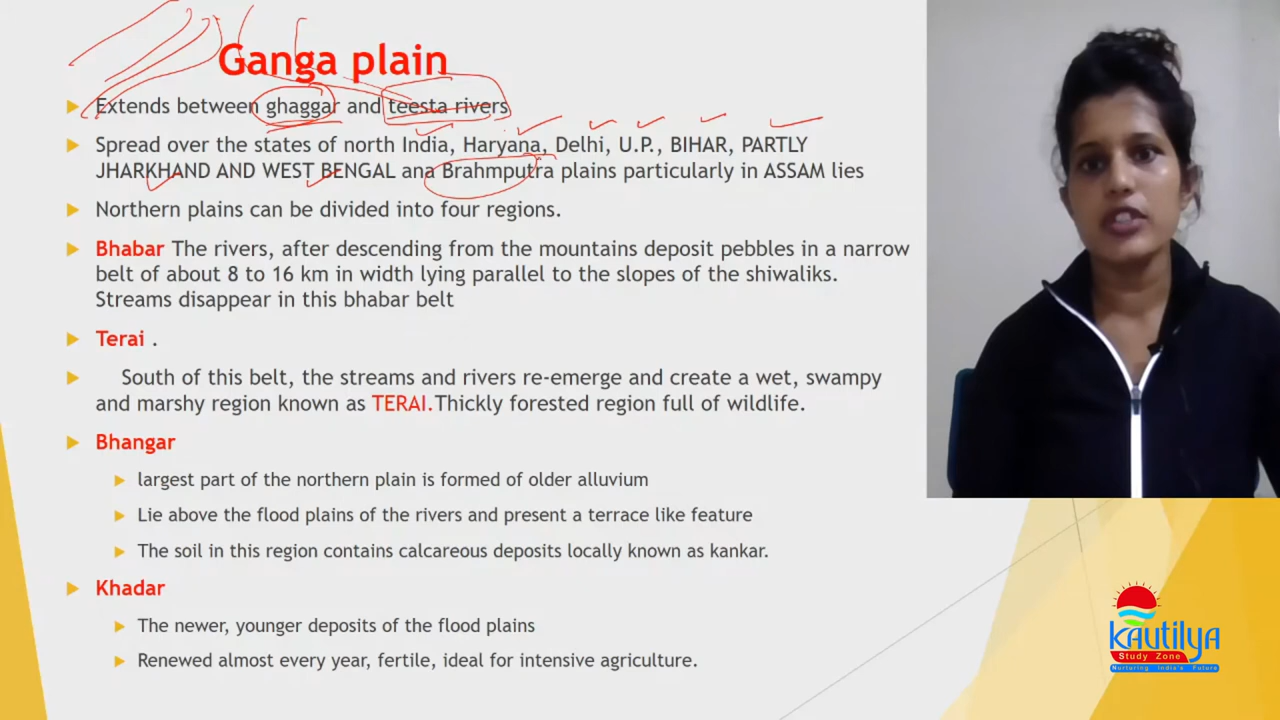 Ganga plain
Extends between ghaggar and teesta rivers
Spread over the states of north India, Haryana, Delhi, U.P., BIHAR, PARTLY
JHARKHAND AND WEST BENGAL ana Brahmputra plains particularly in ASSAM lies
Northern plains can be divided into four regions.
Bhabar The rivers, after descending from the mountains deposit pebbles in a narrow
belt of about 8 to 16 km in width lying parallel to the slopes of the shiwaliks.
Streams disappear in this bhabar belt
Terai .
South of this belt, the streams and rivers re-emerge and create a wet, swampy
and marshy region known as TERAI.Thickly forested region full of wildlife.
Bhangar
largest part of the northern plain is formed of older alluvium
Lie above the flood plains of the rivers and present a terrace like feature
The soil in this region contains calcareous deposits locally known as kankar.
Khadar
The newer, younger deposits of the flood plains
Renewed almost every year, fertile, ideal for intensive agriculture.
Kautilya
Study Zone
Nurturing India's Future